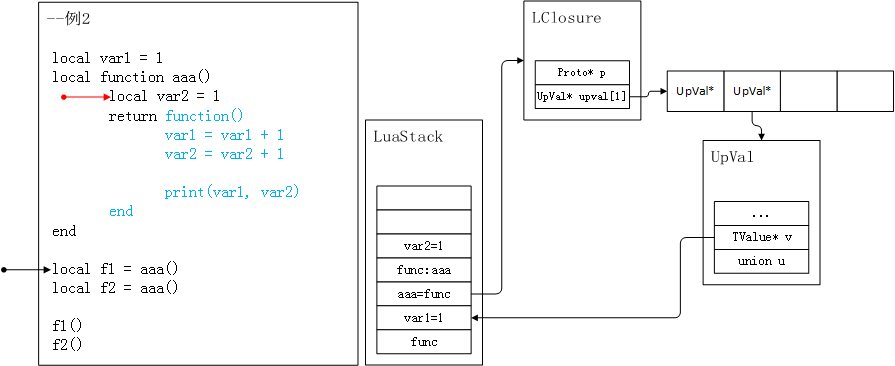 --例2
local var1 = 1
local function aaa()
local var2 = 1
return function()
var1 = var1 + 1
var2 = var2 + 1
print(var1, var2)
end
end
local f1 = aaa()
local f2 = aaa()
f1()
f2()
LuaStack
var2=1
func:aaa
aaa=func
var1=1
func
LClosure
Proto* p
UpVal* upval[1]
UpVal*
UpVal*
UpVal
...
TValue* v
union u